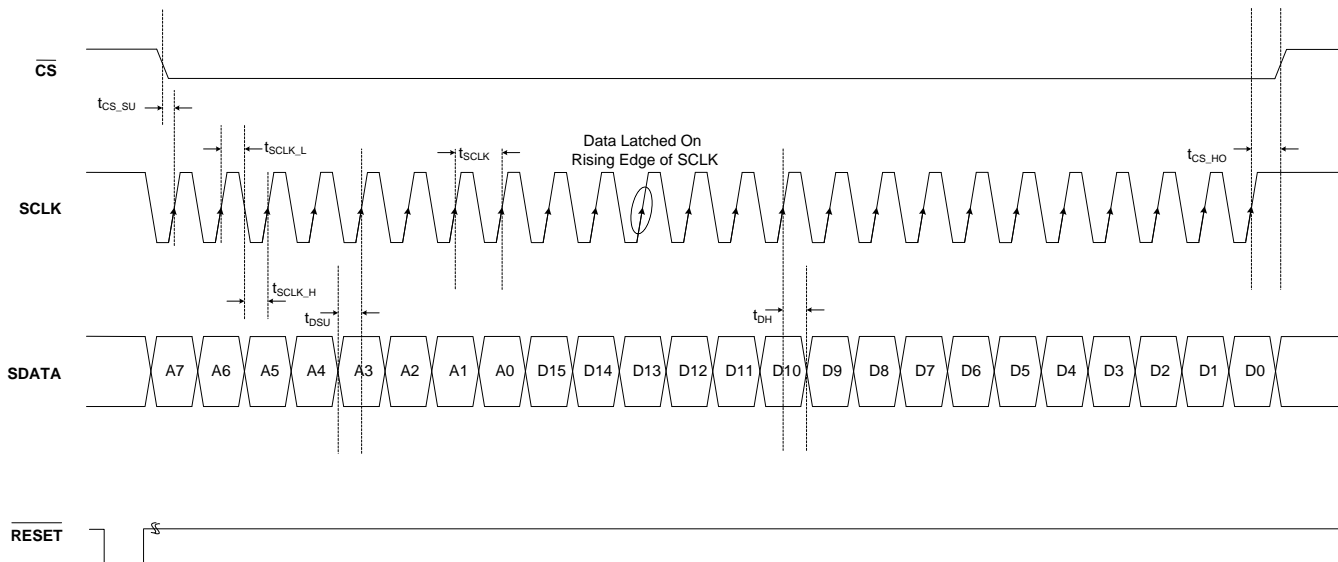 CS
t_CS_SU
t_SCLK_L
t_SCLK
Data Latched On
Rising Edge of SCLK
t_CS_HO
SCLK
t_SCLK_H
t_DSU
t_DH
SDATA
A7 A6 A5 A4 A3 A2 A1 A0 D15 D14 D13 D12 D11 D10 D9 D8 D7 D6 D5 D4 D3 D2 D1 D0
RESET